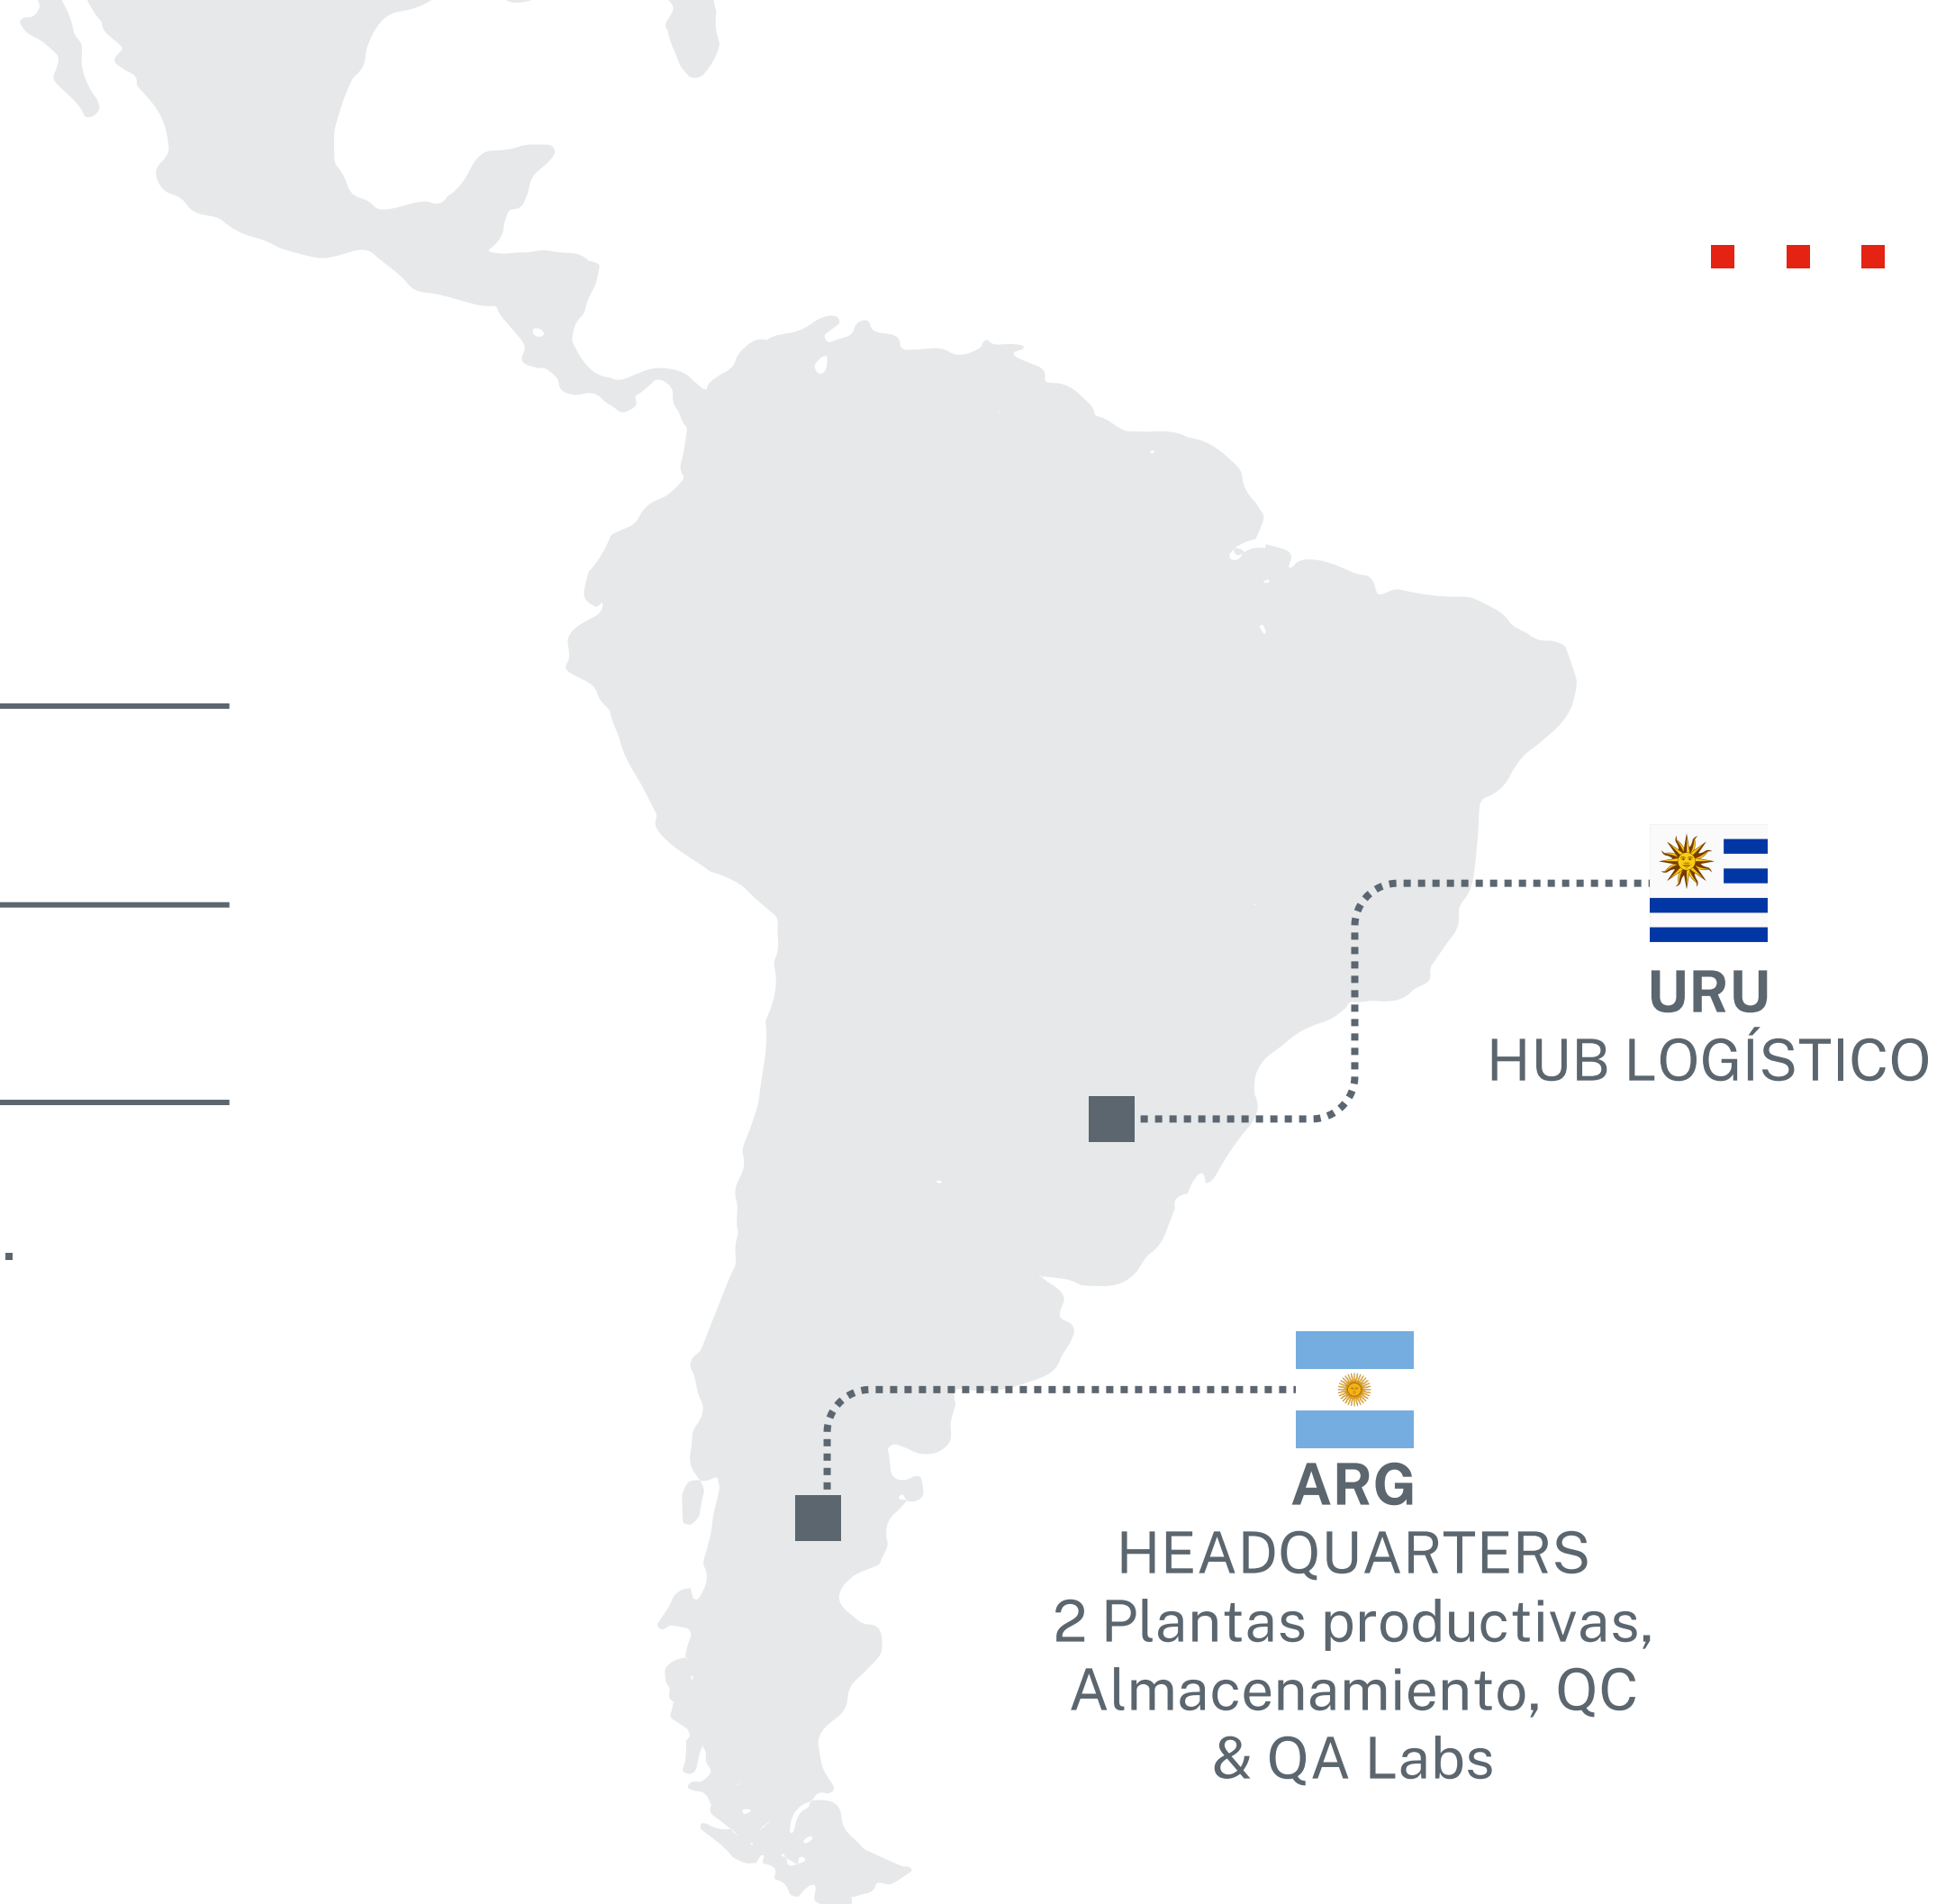 URU
HUB LOGÍSTICO
ARG
HEADQUARTERS
2 Plantas productivas,
Almacenamiento, QC
& QA Labs